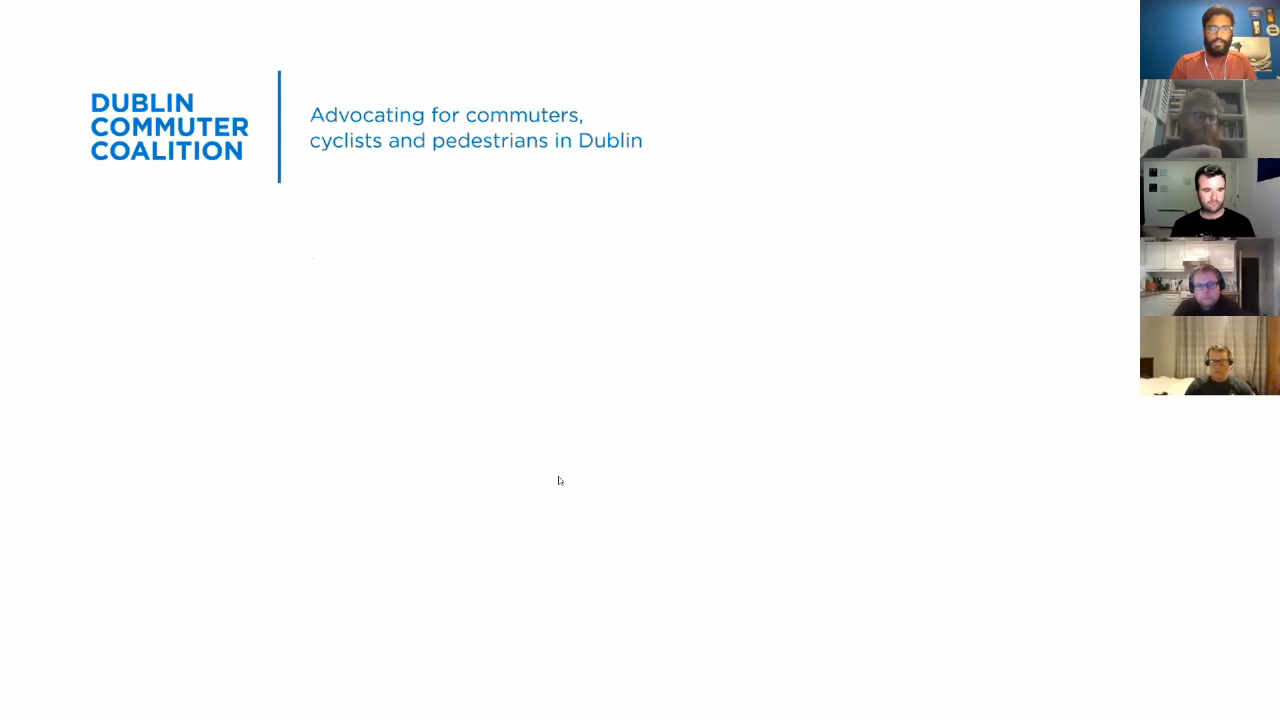 DUBLIN
COMMUTER
COALITION
Advocating for commuters,
cyclists and pedestrians in Dublin